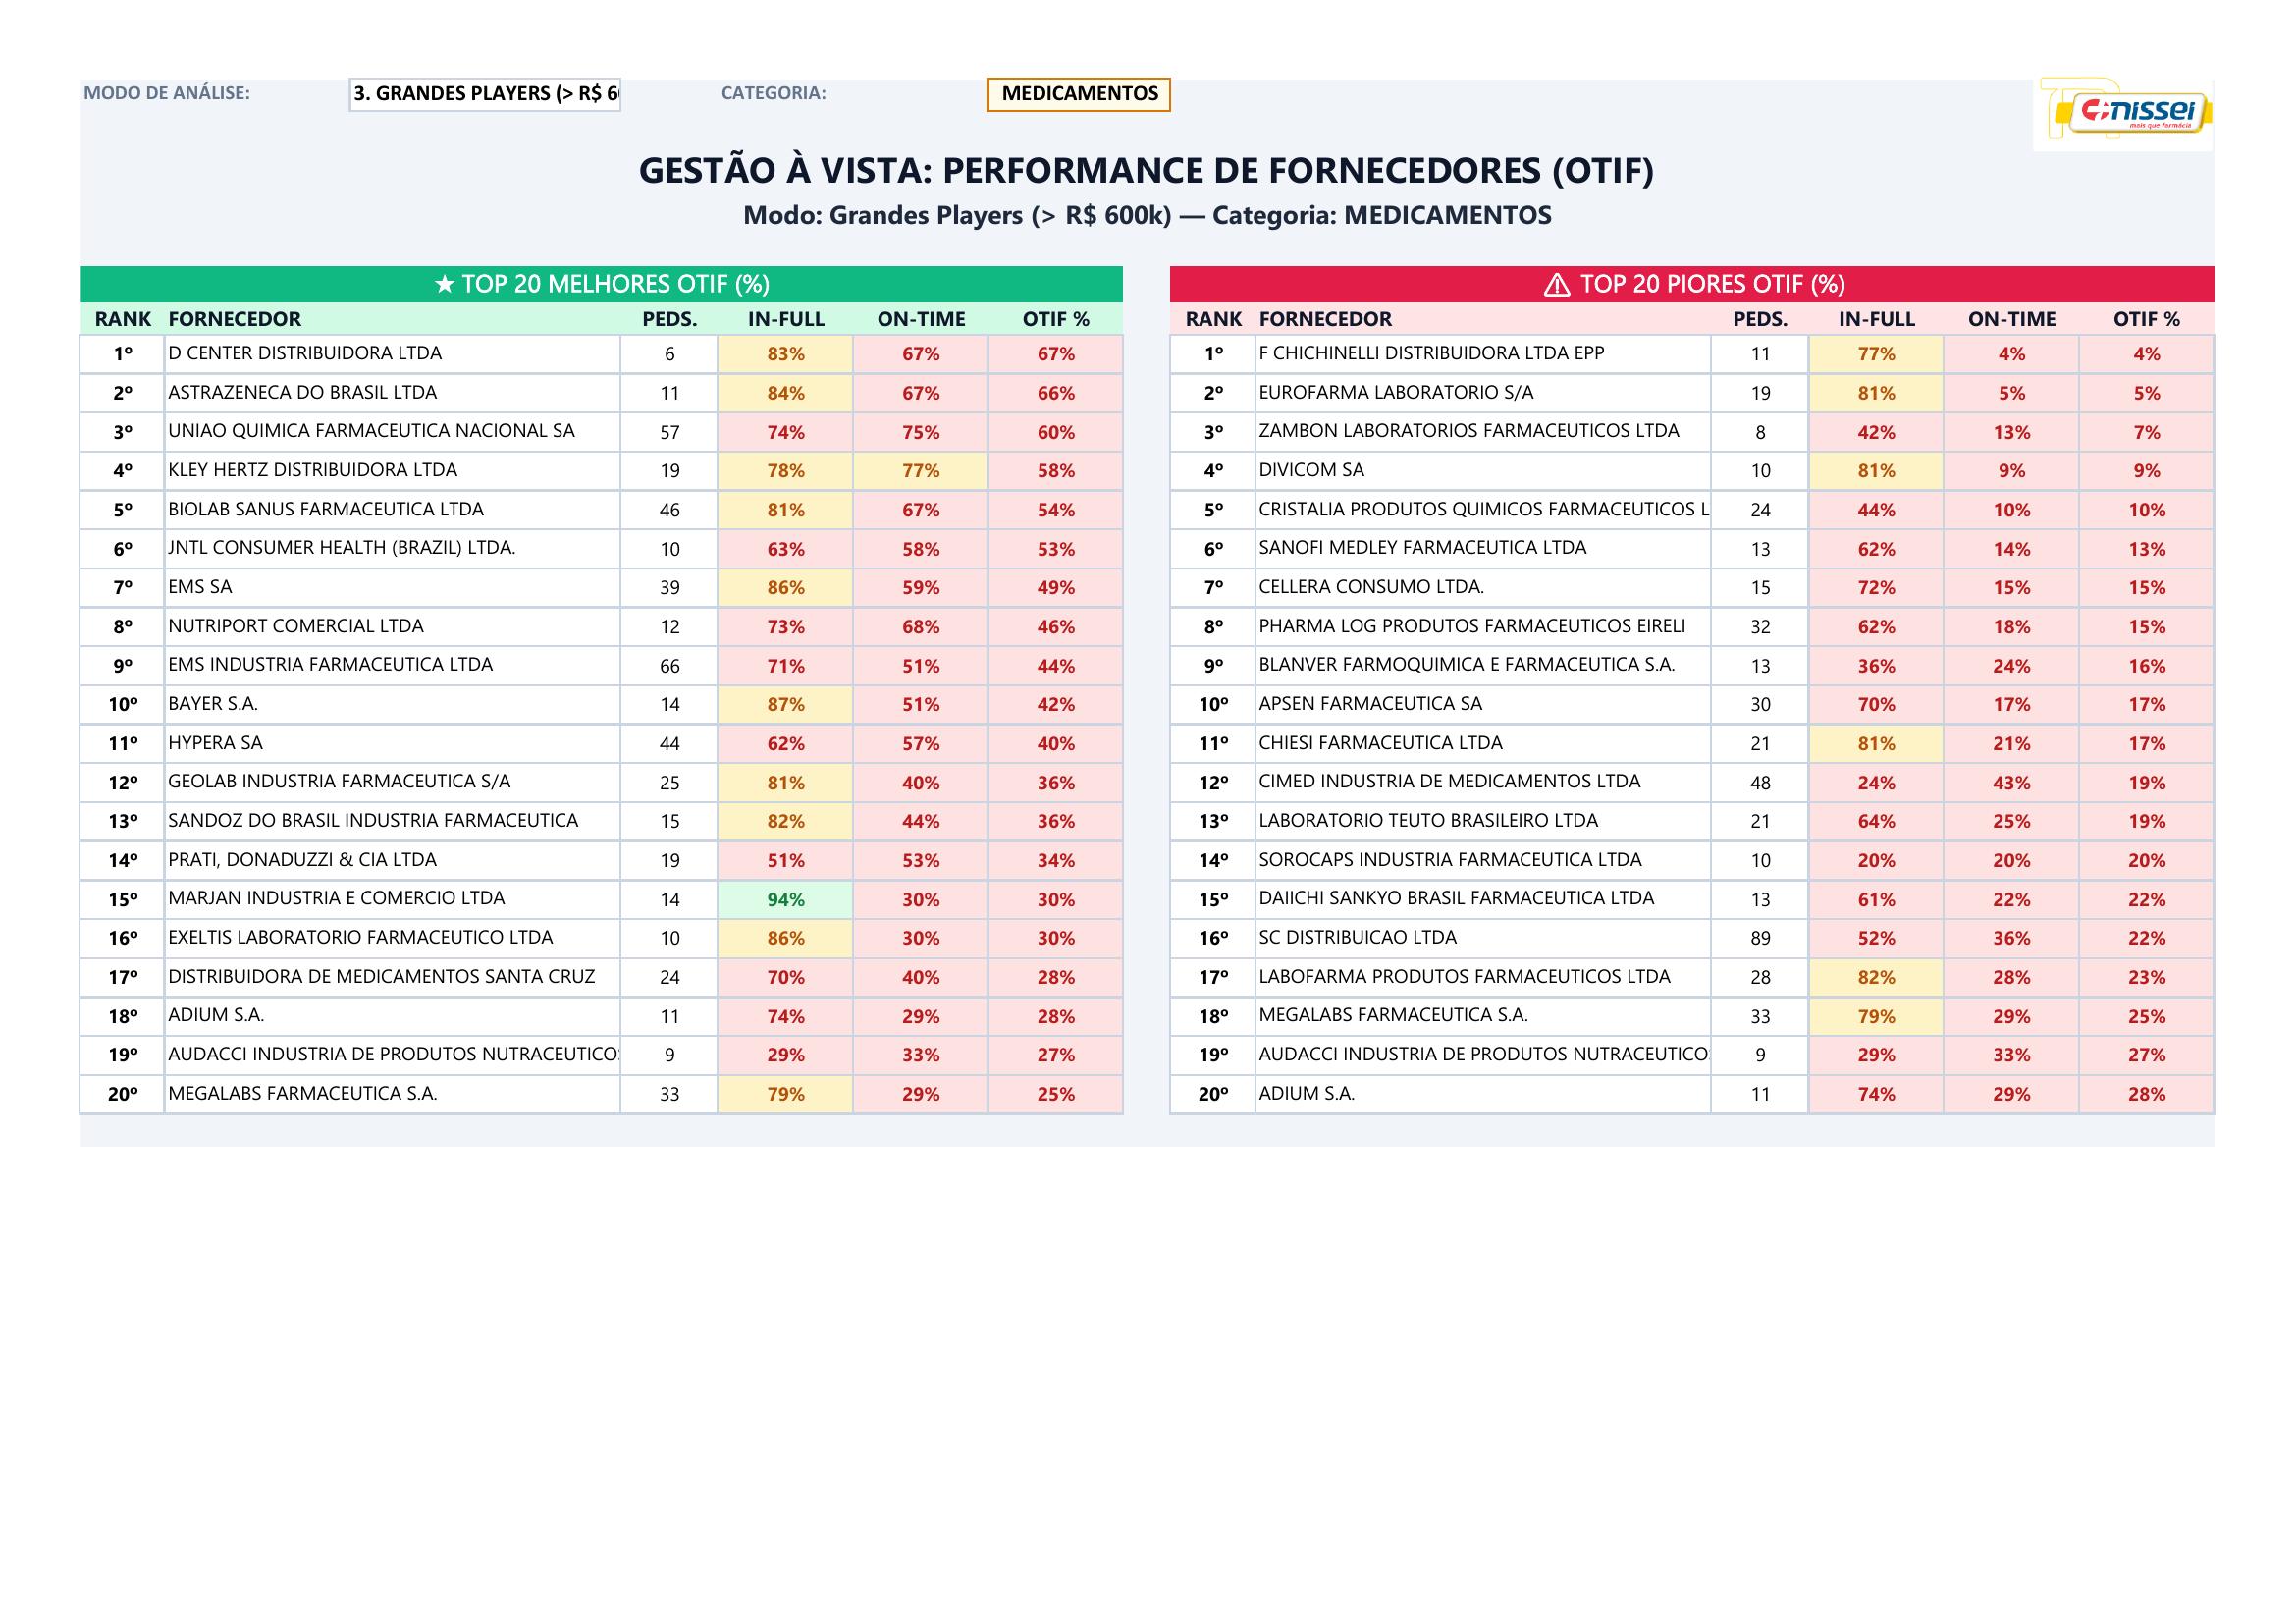 MODO DE ANÁLISE: 3. GRANDES PLAYERS (> R$ 6 CATEGORIA: MEDICAMENTOS
nissei
mais que farmácia
GESTÃO À VISTA: PERFORMANCE DE FORNECEDORES (OTIF)
Modo: Grandes Players (> R$ 600k) — Categoria: MEDICAMENTOS
★ TOP 20 MELHORES OTIF (%)
RANK FORNECEDOR PEDS. IN-FULL ON-TIME OTIF %
1º D CENTER DISTRIBUIDORA LTDA 6 83% 67% 67%
2º ASTRAZENECA DO BRASIL LTDA 11 84% 67% 66%
3º UNIAO QUIMICA FARMACEUTICA NACIONAL SA 57 74% 75% 60%
4º KLEY HERTZ DISTRIBUIDORA LTDA 19 78% 77% 58%
5º BIOLAB SANUS FARMACEUTICA LTDA 46 81% 67% 54%
6º JNTL CONSUMER HEALTH (BRAZIL) LTDA. 10 63% 58% 53%
7º EMS SA 39 86% 59% 49%
8º NUTRIPORT COMERCIAL LTDA 12 73% 68% 46%
9º EMS INDUSTRIA FARMACEUTICA LTDA 66 71% 51% 44%
10º BAYER S.A. 14 87% 51% 42%
11º HYPERA SA 44 62% 57% 40%
12º GEOLAB INDUSTRIA FARMACEUTICA S/A 25 81% 40% 36%
13º SANDOZ DO BRASIL INDUSTRIA FARMACEUTICA 15 82% 44% 36%
14º PRATI, DONADUZZI & CIA LTDA 19 51% 53% 34%
15º MARJAN INDUSTRIA E COMERCIO LTDA 14 94% 30% 30%
16º EXELTIS LABORATORIO FARMACEUTICO LTDA 10 86% 30% 30%
17º DISTRIBUIDORA DE MEDICAMENTOS SANTA CRUZ 24 70% 40% 28%
18º ADIUM S.A. 11 74% 29% 28%
19º AUDACCI INDUSTRIA DE PRODUTOS NUTRACEUTICOS 9 29% 33% 27%
20º MEGALABS FARMACEUTICA S.A. 33 79% 29% 25%
⚠ TOP 20 PIORES OTIF (%)
RANK FORNECEDOR PEDS. IN-FULL ON-TIME OTIF %
1º F CHICHINELLI DISTRIBUIDORA LTDA EPP 11 77% 4% 4%
2º EUROFARMA LABORATORIO S/A 19 81% 5% 5%
3º ZAMBON LABORATORIOS FARMACEUTICOS LTDA 8 42% 13% 7%
4º DIVICOM SA 10 81% 9% 9%
5º CRISTALIA PRODUTOS QUIMICOS FARMACEUTICOS L 24 44% 10% 10%
6º SANOFI MEDLEY FARMACEUTICA LTDA 13 62% 14% 13%
7º CELLERA CONSUMO LTDA. 15 72% 15% 15%
8º PHARMA LOG PRODUTOS FARMACEUTICOS EIRELI 32 62% 18% 15%
9º BLANVER FARMOQUIMICA E FARMACEUTICA S.A. 13 36% 24% 16%
10º APSEN FARMACEUTICA SA 30 70% 17% 17%
11º CHIESI FARMACEUTICA LTDA 21 81% 21% 17%
12º CIMED INDUSTRIA DE MEDICAMENTOS LTDA 48 24% 43% 19%
13º LABORATORIO TEUTO BRASILEIRO LTDA 21 64% 25% 19%
14º SOROCAPS INDUSTRIA FARMACEUTICA LTDA 10 20% 20% 20%
15º DAIICHI SANKYO BRASIL FARMACEUTICA LTDA 13 61% 22% 22%
16º SC DISTRIBUICAO LTDA 89 52% 36% 22%
17º LABOFARMA PRODUTOS FARMACEUTICOS LTDA 28 82% 28% 23%
18º MEGALABS FARMACEUTICA S.A. 33 79% 29% 25%
19º AUDACCI INDUSTRIA DE PRODUTOS NUTRACEUTICOS 9 29% 33% 27%
20º ADIUM S.A. 11 74% 29% 28%